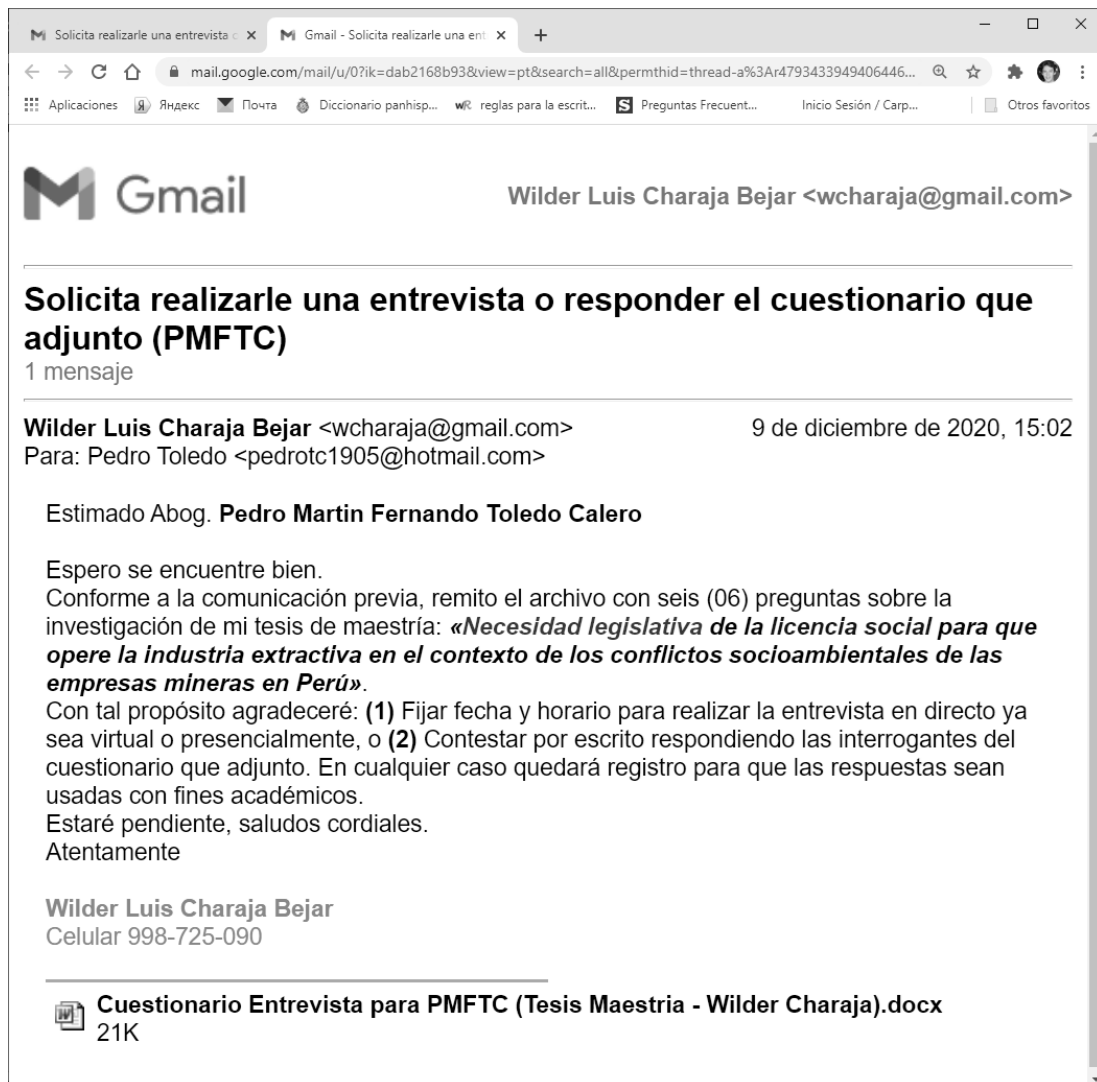 Solicita realizarle una entrevista o
Gmail - Solicita realizarle una ent
mail.google.com/mail/u/0?ik=dab2168b93&view=pt&search=all&permthid=thread-a%3Ar4793433949406446...
Aplicaciones Яндекс Почта Diccionario panhisp... wR reglas para la escrit... S Preguntas Frecuent... Inicio Sesión / Carp... Otros favoritos
Gmail
Wilder Luis Charaja Bejar <wcharaja@gmail.com>
Solicita realizarle una entrevista o responder el cuestionario que
adjunto (PMFTC)
1 mensaje
Wilder Luis Charaja Bejar <wcharaja@gmail.com> 9 de diciembre de 2020, 15:02
Para: Pedro Toledo <pedrotc1905@hotmail.com>
Estimado Abog. Pedro Martin Fernando Toledo Calero
Espero se encuentre bien.
Conforme a la comunicación previa, remito el archivo con seis (06) preguntas sobre la
investigación de mi tesis de maestría: «Necesidad legislativa de la licencia social para que
opere la industria extractiva en el contexto de los conflictos socioambientales de las
empresas mineras en Perú».
Con tal propósito agradeceré: (1) Fijar fecha y horario para realizar la entrevista en directo ya
sea virtual o presencialmente, o (2) Contestar por escrito respondiendo las interrogantes del
cuestionario que adjunto. En cualquier caso quedará registro para que las respuestas sean
usadas con fines académicos.
Estaré pendiente, saludos cordiales.
Atentamente
Wilder Luis Charaja Bejar
Celular 998-725-090
Cuestionario Entrevista para PMFTC (Tesis Maestria - Wilder Charaja).docx
21K